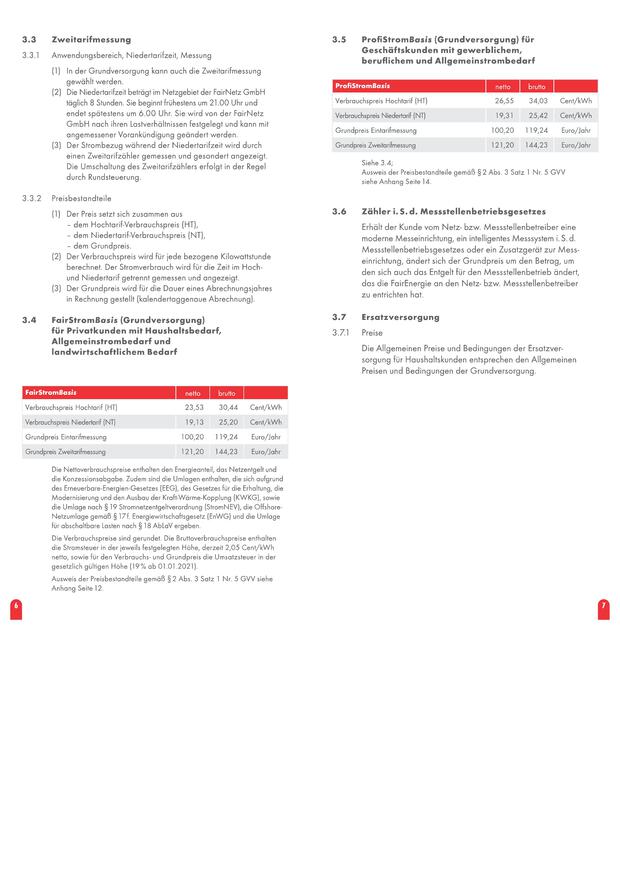 3.3 Zweitarifmessung
3.3.1 Anwendungsbereich, Niedertarifzeit, Messung
(1) In der Grundversorgung kann auch die Zweitarifmessung
gewählt werden.
(2) Die Niedertarifzeit beträgt im Netzgebiet der FairNetz GmbH
täglich 8 Stunden. Sie beginnt frühestens um 21.00 Uhr und
endet spätestens um 6.00 Uhr. Sie wird von der FairNetz
GmbH nach ihren Lastverhältnissen festgelegt und kann mit
angemessener Vorankündigung geändert werden.
(3) Der Strombezug während der Niedertarifzeit wird durch
einen Zweitarifzähler gemessen und gesondert angezeigt.
Die Umschaltung des Zweitarifzählers erfolgt in der Regel
durch Rundsteuerung.
3.3.2 Preisbestandteile
(1) Der Preis setzt sich zusammen aus
– dem Hochtarif-Verbrauchspreis (HT),
– dem Niedertarif-Verbrauchspreis (NT),
– dem Grundpreis.
(2) Der Verbrauchspreis wird für jede bezogene Kilowattstunde
berechnet. Der Stromverbrauch wird für die Zeit im Hoch-
und Niedertarif getrennt gemessen und angezeigt.
(3) Der Grundpreis wird für die Dauer eines Abrechnungsjahres
in Rechnung gestellt (kalendertaggenaue Abrechnung).
3.4 FairStromBasis (Grundversorgung)
für Privatkunden mit Haushaltsbedarf,
Allgemeinstrombedarf und
landwirtschaftlichem Bedarf
FairStromBasis netto brutto
Verbrauchspreis Hochtarif (HT) 23,53 30,44 Cent/kWh
Verbrauchspreis Niedertarif (NT) 19,13 25,20 Cent/kWh
Grundpreis Eintarifmessung 100,20 119,24 Euro/Jahr
Grundpreis Zweitarifmessung 121,20 144,23 Euro/Jahr
Die Nettoverbrauchspreise enthalten den Energieanteil, das Netzentgelt und
die Konzessionsabgabe. Zudem sind die Umlagen enthalten, die sich aufgrund
des Erneuerbare-Energien-Gesetzes (EEG), des Gesetzes für die Erhaltung, die
Modernisierung und den Ausbau der Kraft-Wärme-Kopplung (KWKG), sowie
die Umlage nach § 19 Stromnetzentgeltverordnung (StromNEV), die Offshore-
Netzumlage gemäß § 17 f. Energiewirtschaftsgesetz (EnWG) und die Umlage
für abschaltbare Lasten nach § 18 AbLaV ergeben.
Die Verbrauchspreise sind gerundet. Die Bruttoverbrauchspreise enthalten
die Stromsteuer in der jeweils festgelegten Höhe, derzeit 2,05 Cent/kWh
netto, sowie für den Verbrauchs- und Grundpreis die Umsatzsteuer in der
gesetzlich gültigen Höhe (19 % ab 01.01.2021).
Ausweis der Preisbestandteile gemäß § 2 Abs. 3 Satz 1 Nr. 5 GVV siehe
Anhang Seite 12.
6
3.5 ProfiStromBasis (Grundversorgung) für
Geschäftskunden mit gewerblichem,
beruflichem und Allgemeinstrombedarf
ProfiStromBasis netto brutto
Verbrauchspreis Hochtarif (HT) 26,55 34,03 Cent/kWh
Verbrauchspreis Niedertarif (NT) 19,31 25,42 Cent/kWh
Grundpreis Eintarifmessung 100,20 119,24 Euro/Jahr
Grundpreis Zweitarifmessung 121,20 144,23 Euro/Jahr
Siehe 3.4;
Ausweis der Preisbestandteile gemäß § 2 Abs. 3 Satz 1 Nr. 5 GVV
siehe Anhang Seite 14.
3.6 Zähler i. S. d. Messstellenbetriebsgesetzes
Erhält der Kunde vom Netz- bzw. Messstellenbetreiber eine
moderne Messeinrichtung, ein intelligentes Messsystem i. S. d.
Messstellenbetriebsgesetzes oder ein Zusatzgerät zur Mess-
einrichtung, ändert sich der Grundpreis um den Betrag, um
den sich auch das Entgelt für den Messstellenbetrieb ändert,
das die FairEnergie an den Netz- bzw. Messstellenbetreiber
zu entrichten hat.
3.7 Ersatzversorgung
3.7.1 Preise
Die Allgemeinen Preise und Bedingungen der Ersatzver-
sorgung für Haushaltskunden entsprechen den Allgemeinen
Preisen und Bedingungen der Grundversorgung.
7